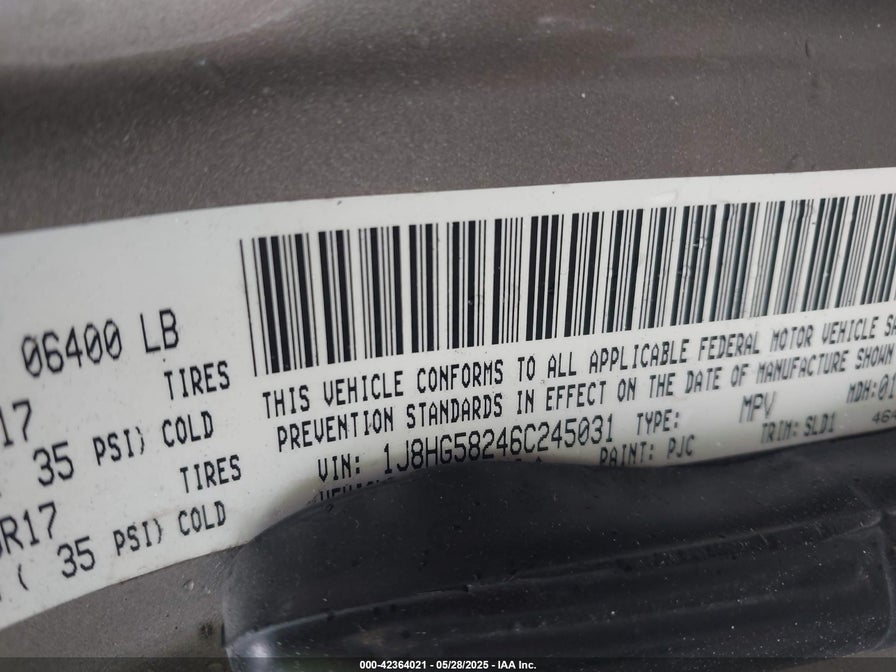 06400 LB
TIRES
17
35 PSI) COLD
TIRES
R17
( 35 PSI) COLD
THIS VEHICLE CONFORMS TO ALL APPLICABLE FEDERAL MOTOR VEHICLE
PREVENTION STANDARDS IN EFFECT ON THE DATE OF MANUFACTURE SHOWN
VIN: 1J8HG58246C245031 TYPE: MPV MDH:01
PAINT: PJC TRIM: SLD1
000-42364021 - 05/28/2025 - IAA Inc.